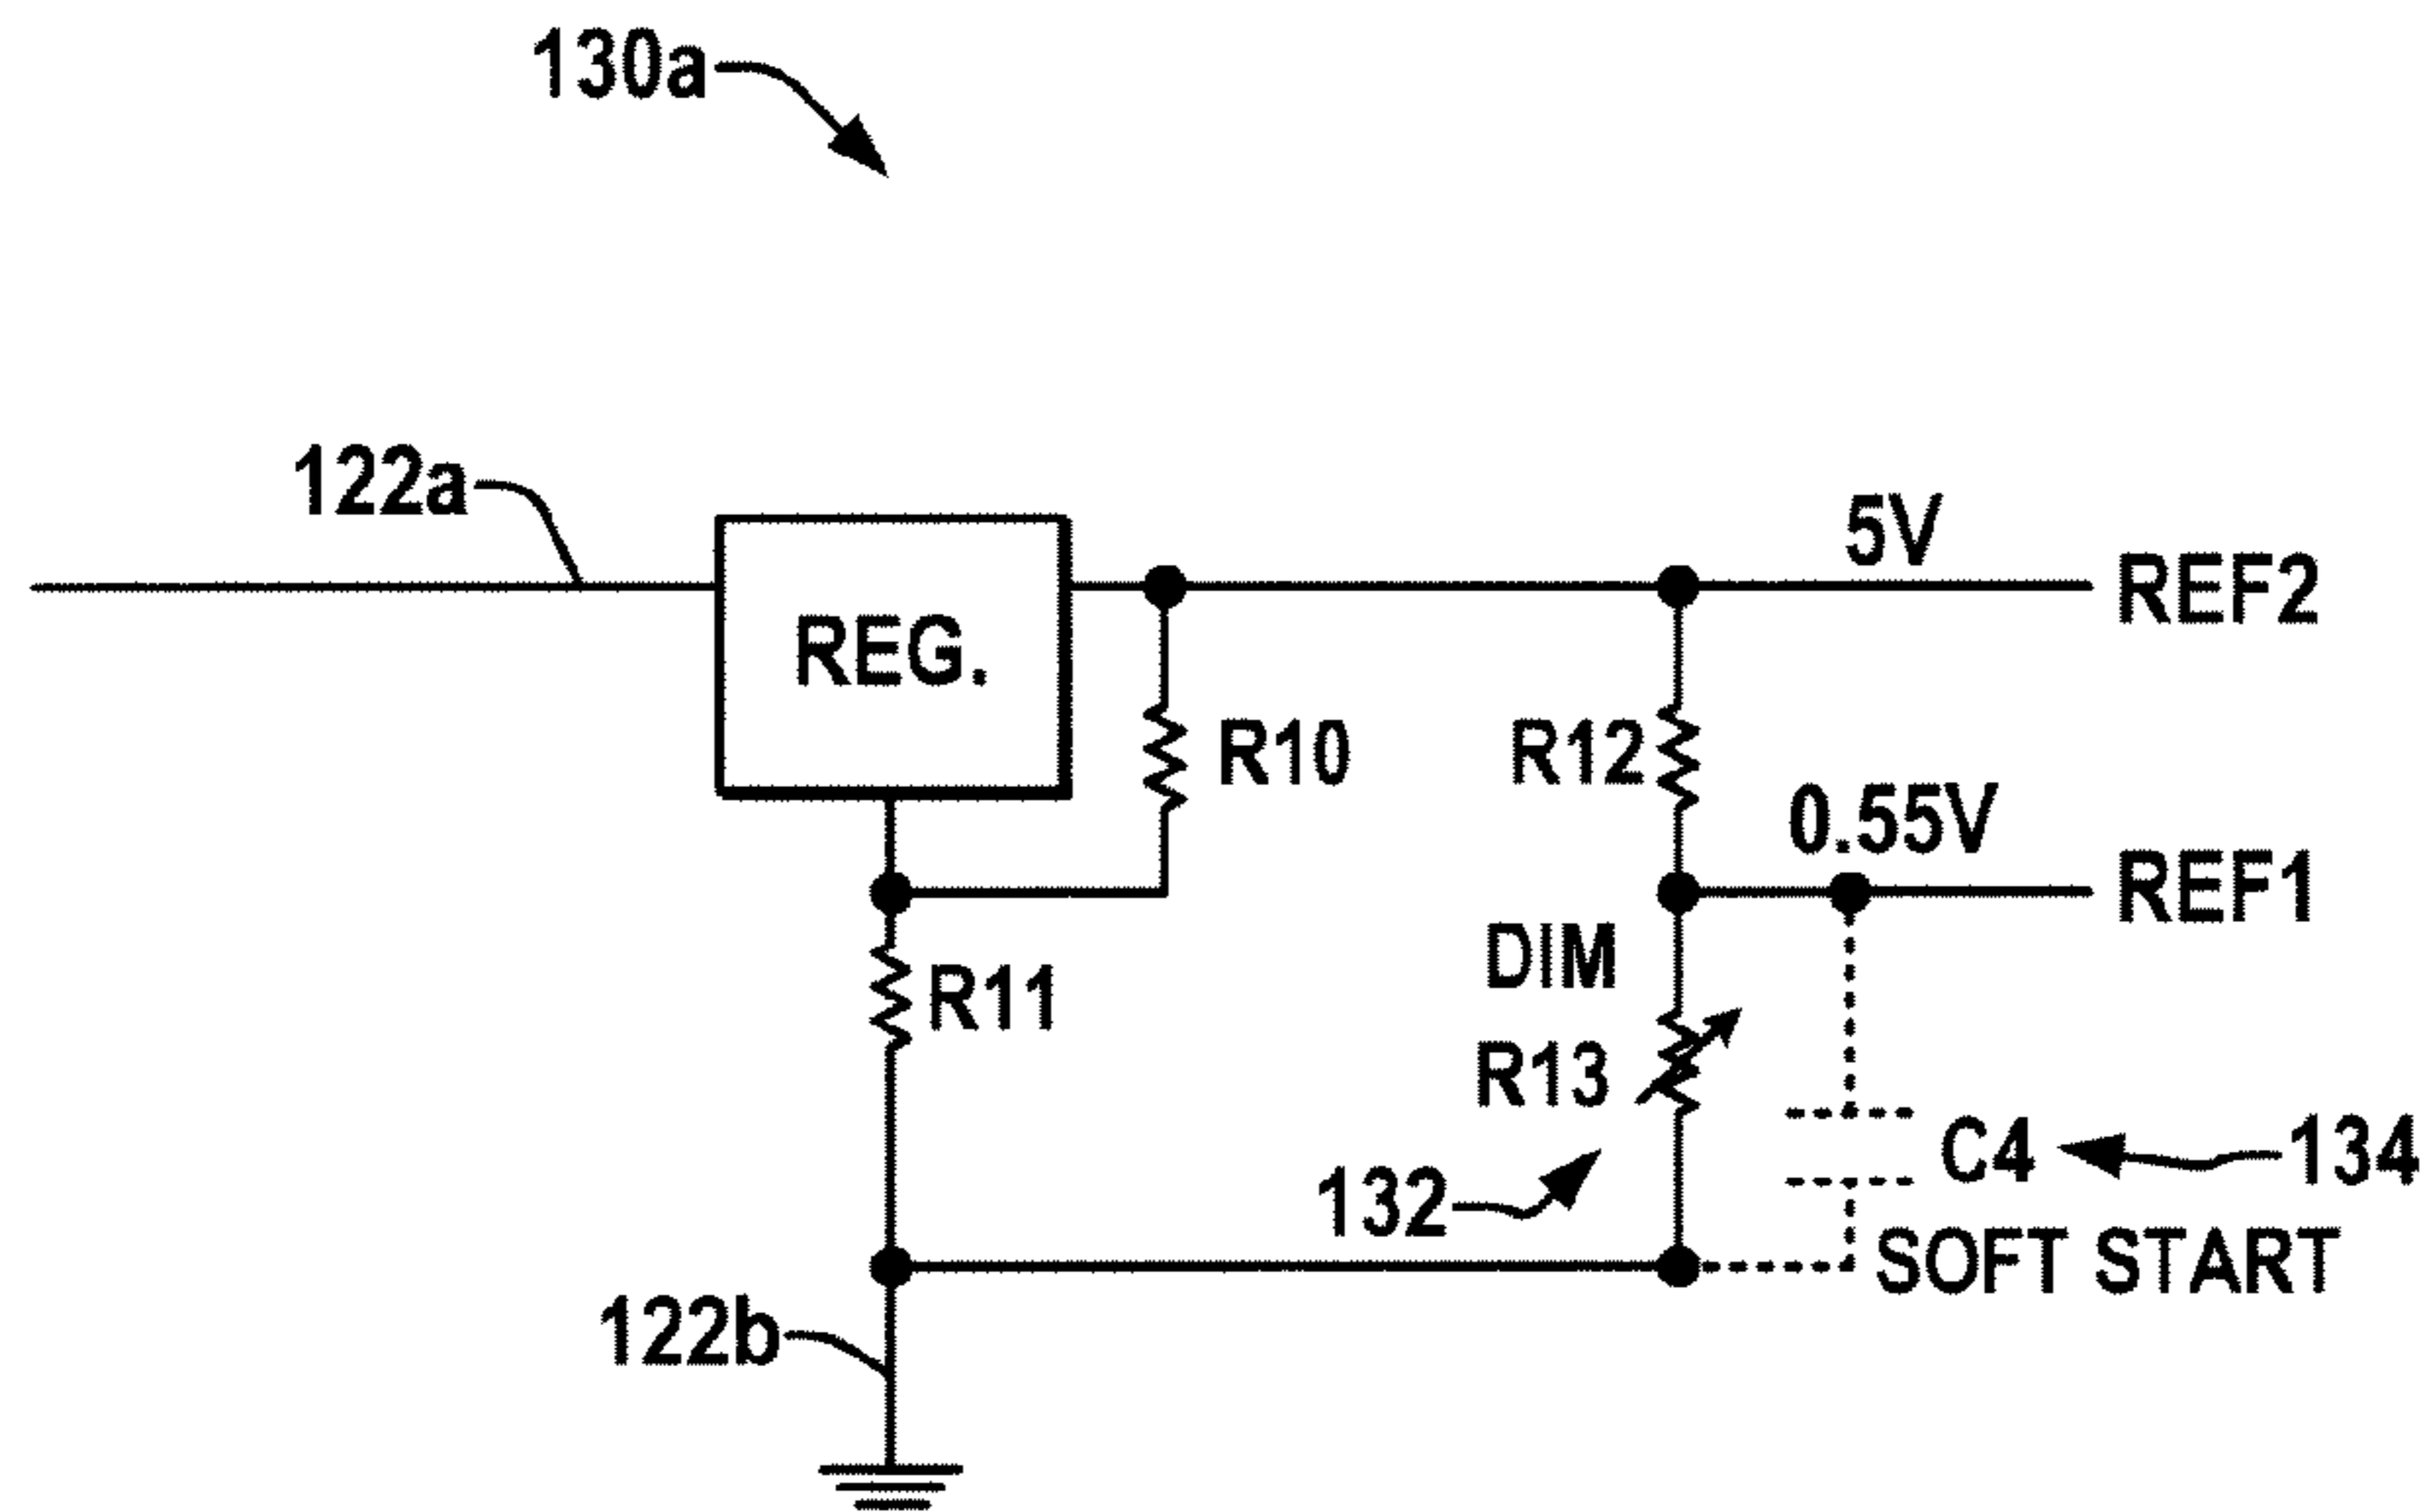 130a
122a
5V
REF2
REG.
R10
R12
0.55V
REF1
DIM
R11
R13
C4
134
132
SOFT START
122b